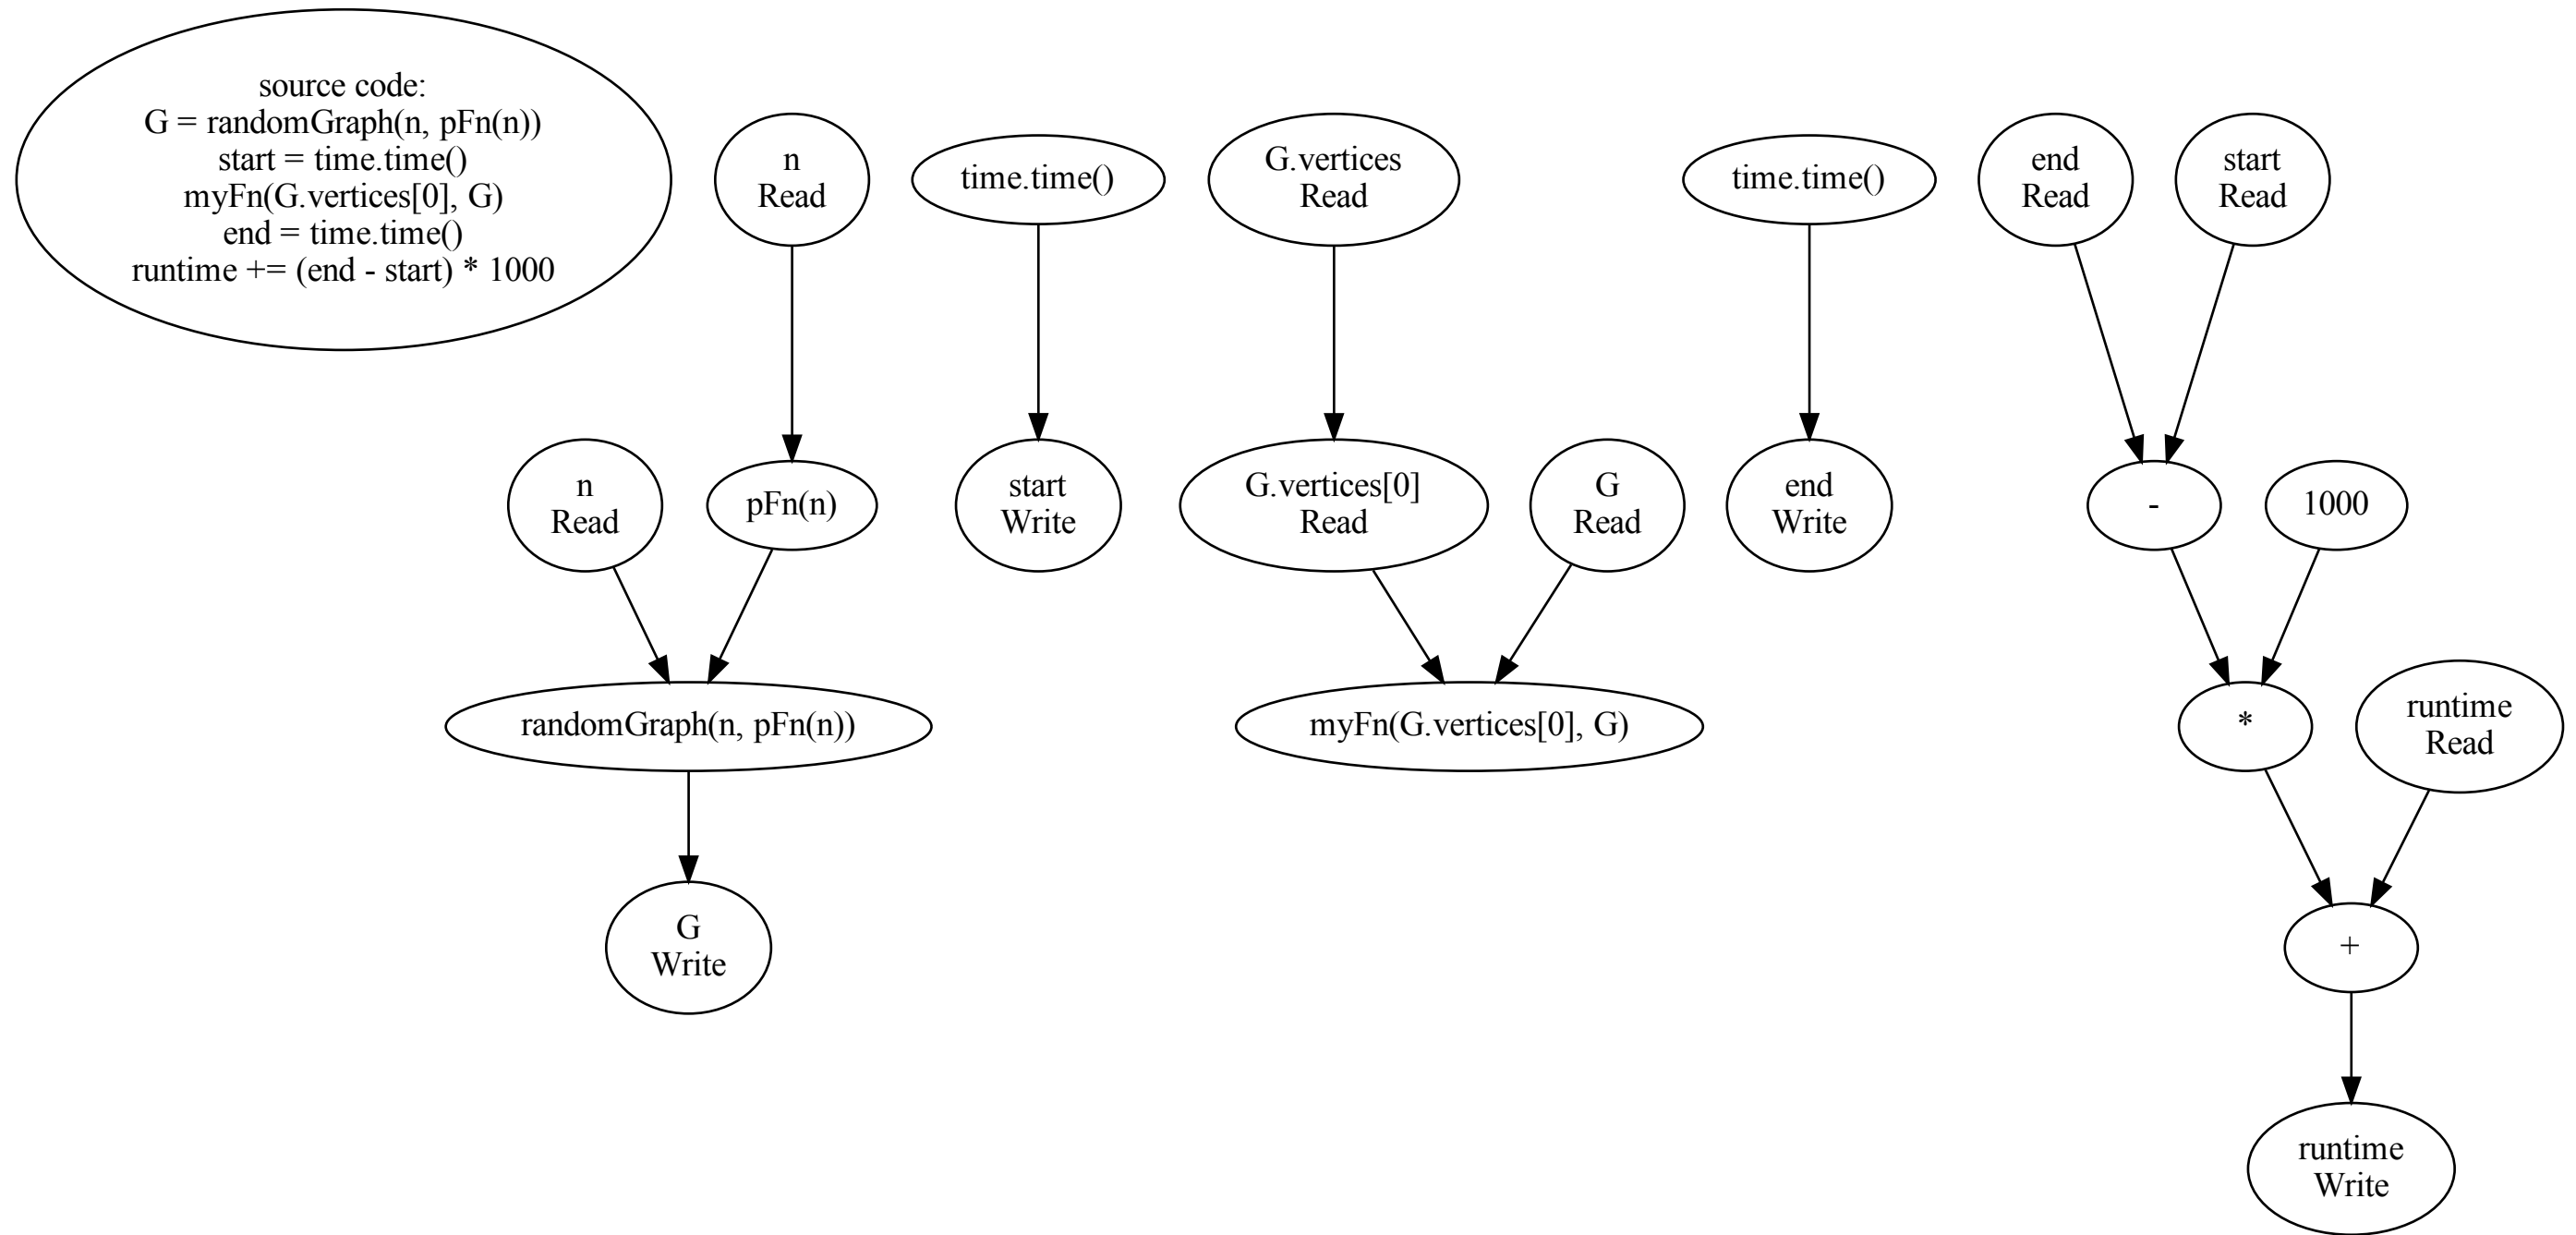 source code:
G = randomGraph(n, pFn(n))
start = time.time()
myFn(G.vertices[0], G)
end = time.time()
runtime += (end - start) * 1000
n
Read
time.time()
G.vertices
Read
time.time()
end
Read
start
Read
n
Read
pFn(n)
start
Write
G.vertices[0]
Read
G
Read
end
Write
-
1000
randomGraph(n, pFn(n))
myFn(G.vertices[0], G)
*
runtime
Read
G
Write
+
runtime
Write